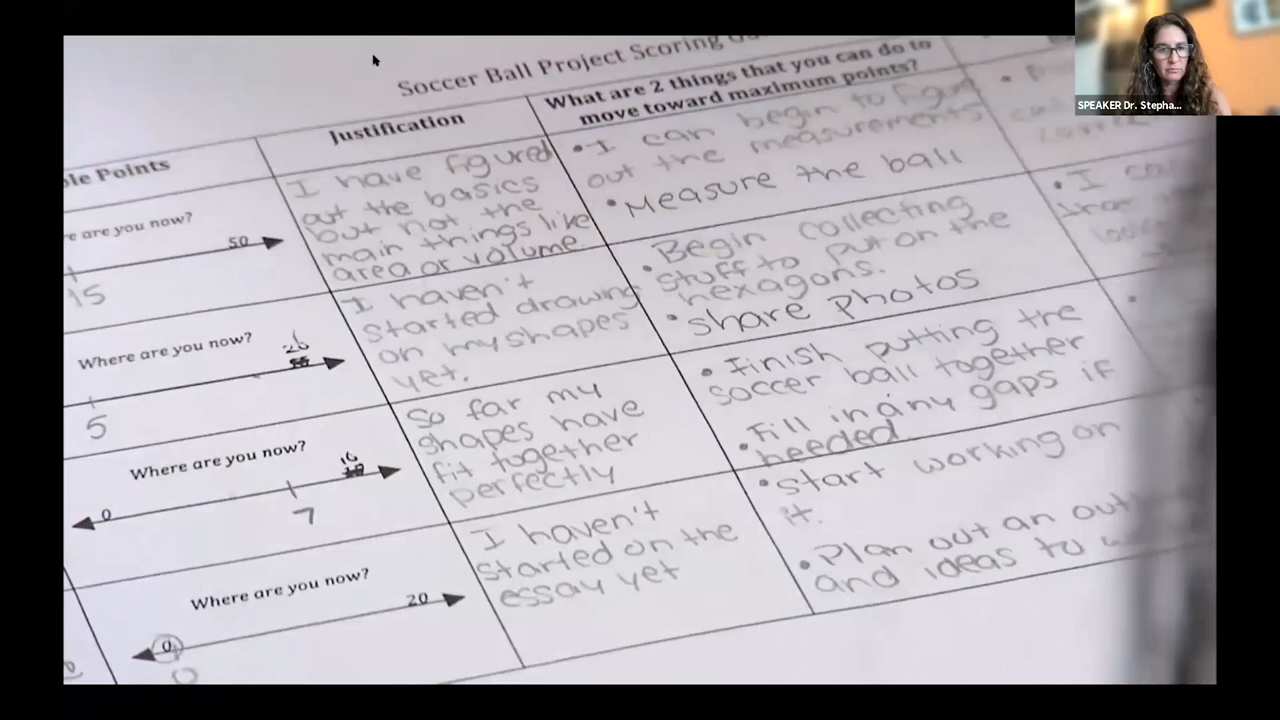 Soccer Ball Project Scoring
SPEAKER Dr. Stepha...
Points
Justification
What are 2 things that you can do to
move toward maximum points?
are you now?
50
15
I have figured
out the basics
but not the
main things like
area or volume.
• I can begin to figure
out the measurements
• Measure the ball
Where are you now?
26
5
I haven't
started drawing
on my shapes
yet.
• Begin collecting
stuff to put on the
hexagons.
• share photos
Where are you now?
0
16
7
So far my
shapes have
fit together
perfectly
• Finish putting the
soccer ball together
• Fill in any gaps if
needed
Where are you now?
0
20
0
I haven't
started on the
essay yet
• start working on
it.
• Plan out an
and ideas to
• I